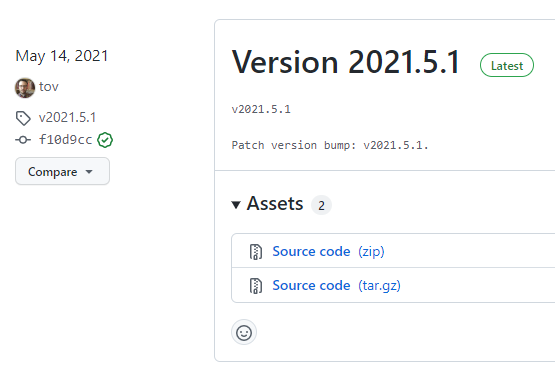 May 14, 2021
tov
v2021.5.1
f10d9cc
Compare
Version 2021.5.1 Latest
v2021.5.1
Patch version bump: v2021.5.1.
Assets 2
Source code (zip)
Source code (tar.gz)